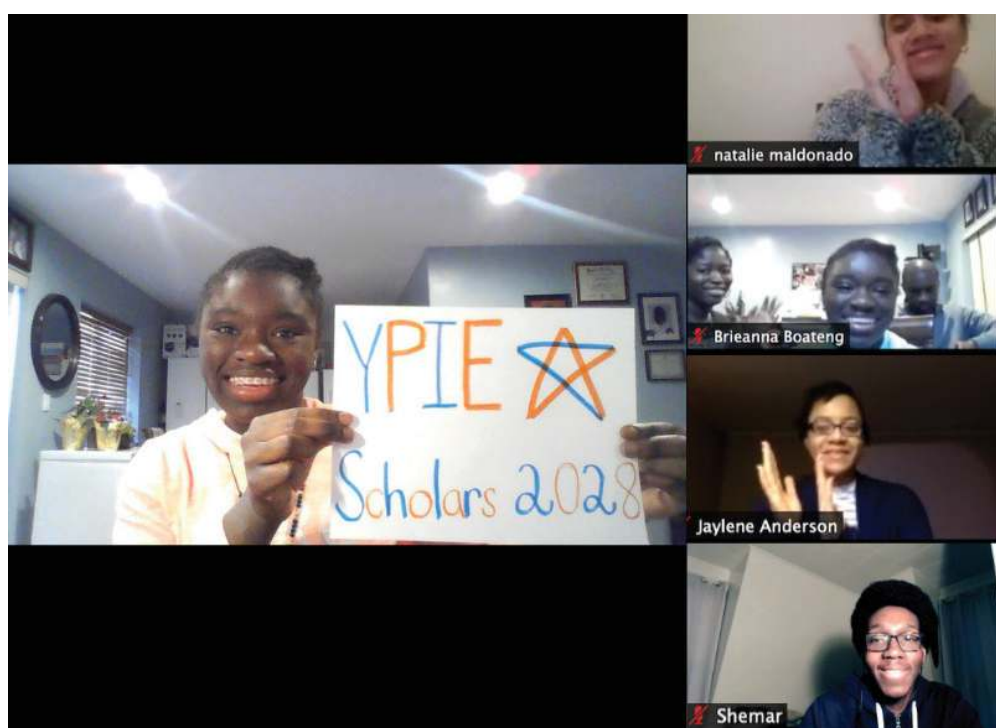 YPIE
Scholars 2028
natalie maldonado
Brieanna Boateng
Jaylene Anderson
Shemar